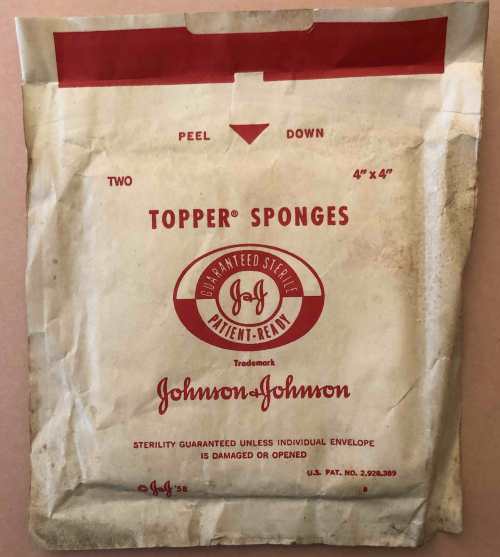 PEEL DOWN
TWO 4" x 4"
TOPPER® SPONGES
GUARANTEED STERILE
J&J
PATIENT-READY
Trademark
Johnson & Johnson
STERILITY GUARANTEED UNLESS INDIVIDUAL ENVELOPE
IS DAMAGED OR OPENED
U.S. PAT. NO. 2,928,389
© J&J '58